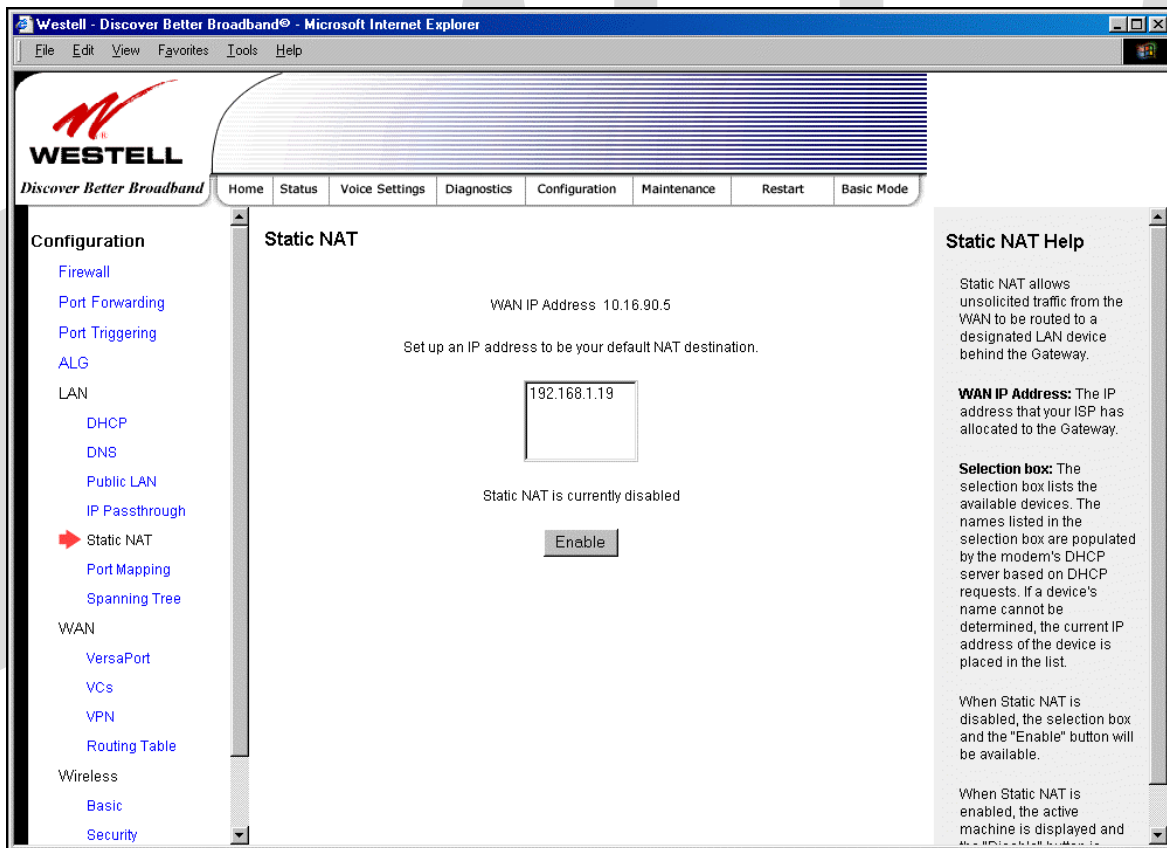 Westell - Discover Better Broadband® - Microsoft Internet Explorer
File Edit View Favorites Tools Help
WESTELL
Discover Better Broadband
Home Status Voice Settings Diagnostics Configuration Maintenance Restart Basic Mode
Configuration
Firewall
Port Forwarding
Port Triggering
ALG
LAN
DHCP
DNS
Public LAN
IP Passthrough
Static NAT
Port Mapping
Spanning Tree
WAN
VersaPort
VCs
VPN
Routing Table
Wireless
Basic
Security
Static NAT
WAN IP Address 10.16.90.5
Set up an IP address to be your default NAT destination.
192.168.1.19
Static NAT is currently disabled
Enable
Static NAT Help
Static NAT allows
unsolicited traffic from the
WAN to be routed to a
designated LAN device
behind the Gateway.
WAN IP Address: The IP
address that your ISP has
allocated to the Gateway.
Selection box: The
selection box lists the
available devices. The
names listed in the
selection box are populated
by the modem's DHCP
server based on DHCP
requests. If a device's
name cannot be
determined, the current IP
address of the device is
placed in the list.
When Static NAT is
disabled, the selection box
and the "Enable" button will
be available.
When Static NAT is
enabled, the active
machine is displayed and
the "Disable" button is